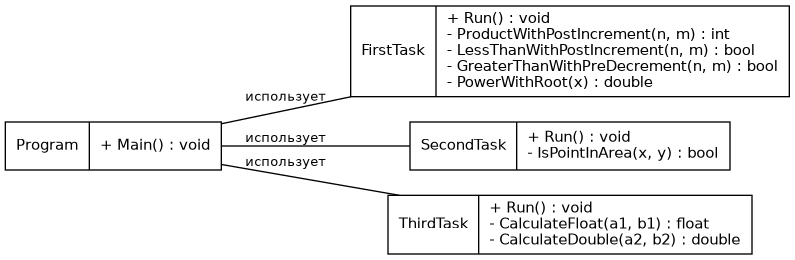 FirstTask
+ Run() : void
- ProductWithPostIncrement(n, m) : int
- LessThanWithPostIncrement(n, m) : bool
- GreaterThanWithPreDecrement(n, m) : bool
- PowerWithRoot(x) : double
использует
Program
+ Main() : void
использует
SecondTask
+ Run() : void
- IsPointInArea(x, y) : bool
использует
ThirdTask
+ Run() : void
- CalculateFloat(a1, b1) : float
- CalculateDouble(a2, b2) : double